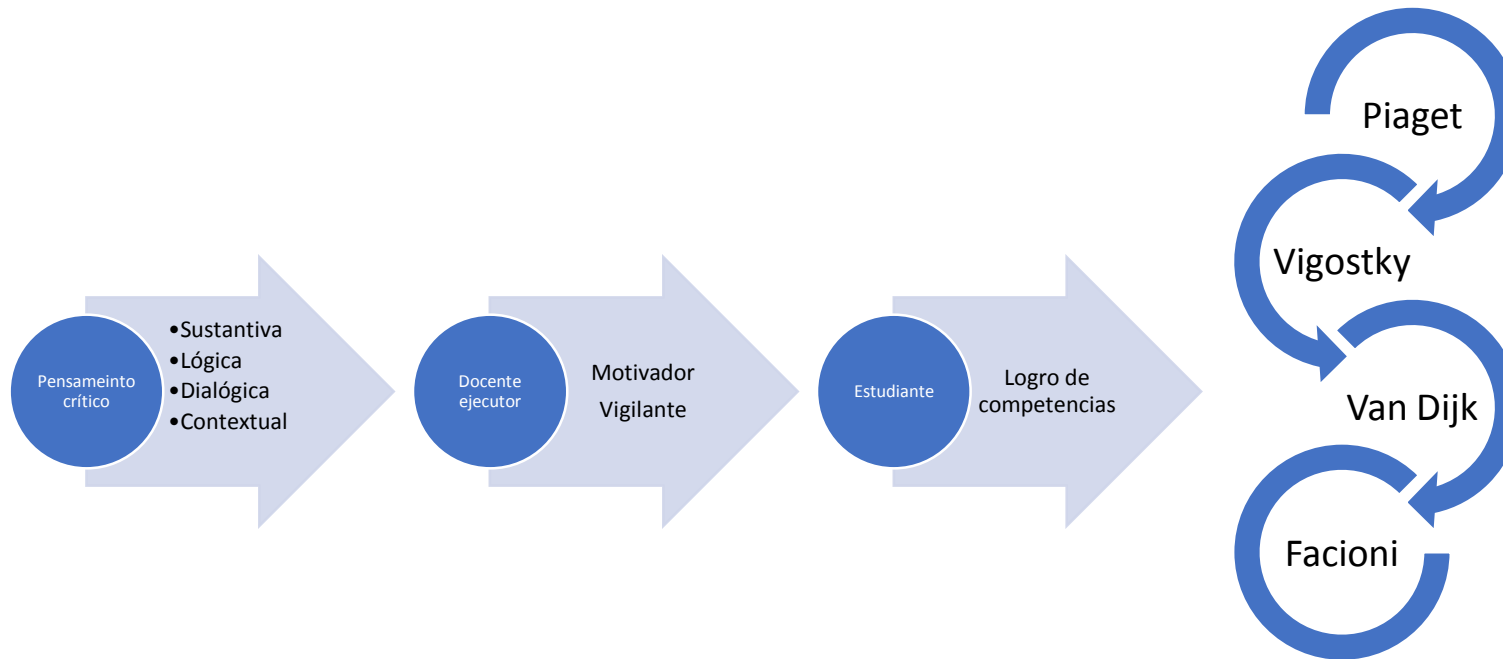 Pensameinto
crítico
•Sustantiva
•Lógica
•Dialógica
•Contextual
Docente
ejecutor
Motivador
Vigilante
Estudiante
Logro de
competencias
Piaget
Vigostky
Van Dijk
Facioni